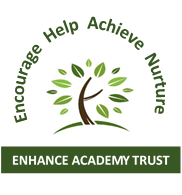 Encourage Help Achieve Nurture
ENHANCE ACADEMY TRUST